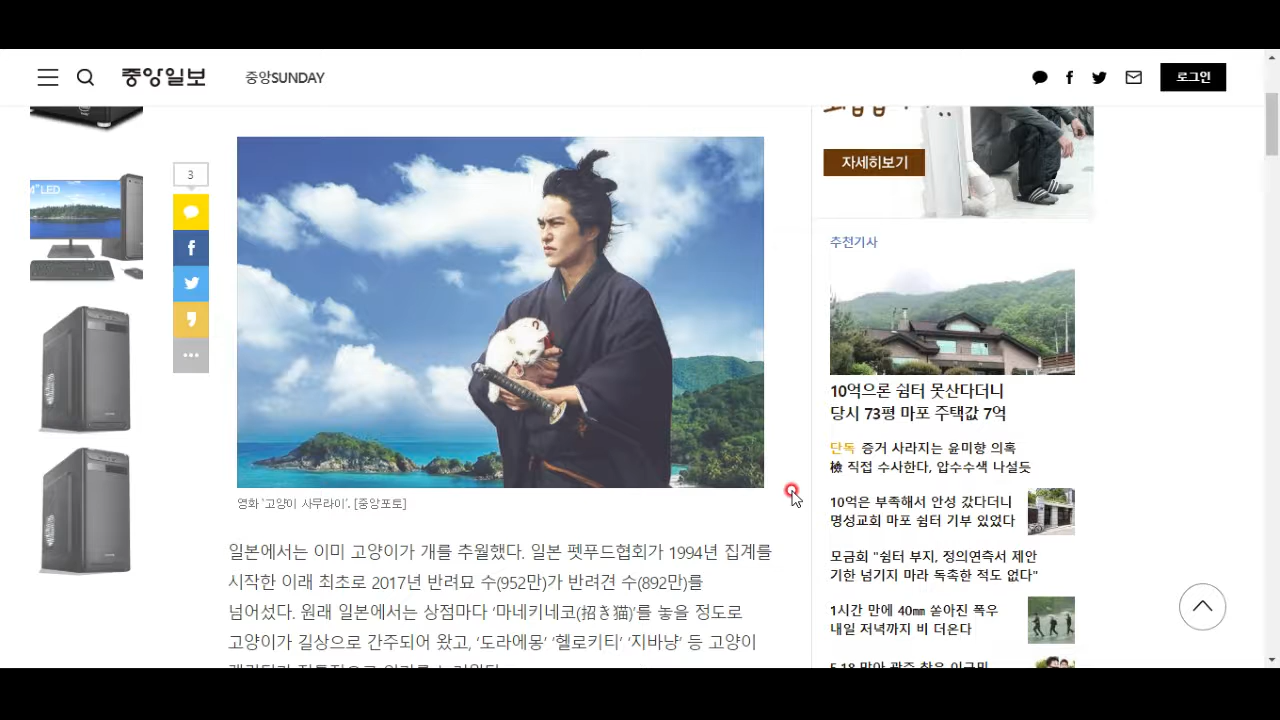 중앙일보
중앙SUNDAY
로그인
4"LED
3
자세히보기
추천기사
10억으론 쉼터 못산다더니
당시 73평 마포 주택값 7억
단독 증거 사라지는 윤미향 의혹
檢 직접 수사한다, 압수수색 나설듯
10억은 부족해서 안성 갔다더니
명성교회 마포 쉼터 기부 있었다
모금회 "쉼터 부지, 정의연측서 제안
기한 넘기지 마라 독촉한 적도 없다"
1시간 만에 40㎜ 쏟아진 폭우
내일 저녁까지 비 더온다
영화 '고양이 사무라이'. [중앙포토]
일본에서는 이미 고양이가 개를 추월했다. 일본 펫푸드협회가 1994년 집계를
시작한 이래 최초로 2017년 반려묘 수(952만)가 반려견 수(892만)를
넘어섰다. 원래 일본에서는 상점마다 '마네키네코(招き猫)'를 놓을 정도로
고양이가 길상으로 간주되어 왔고, '도라에몽' '헬로키티' '지바냥' 등 고양이